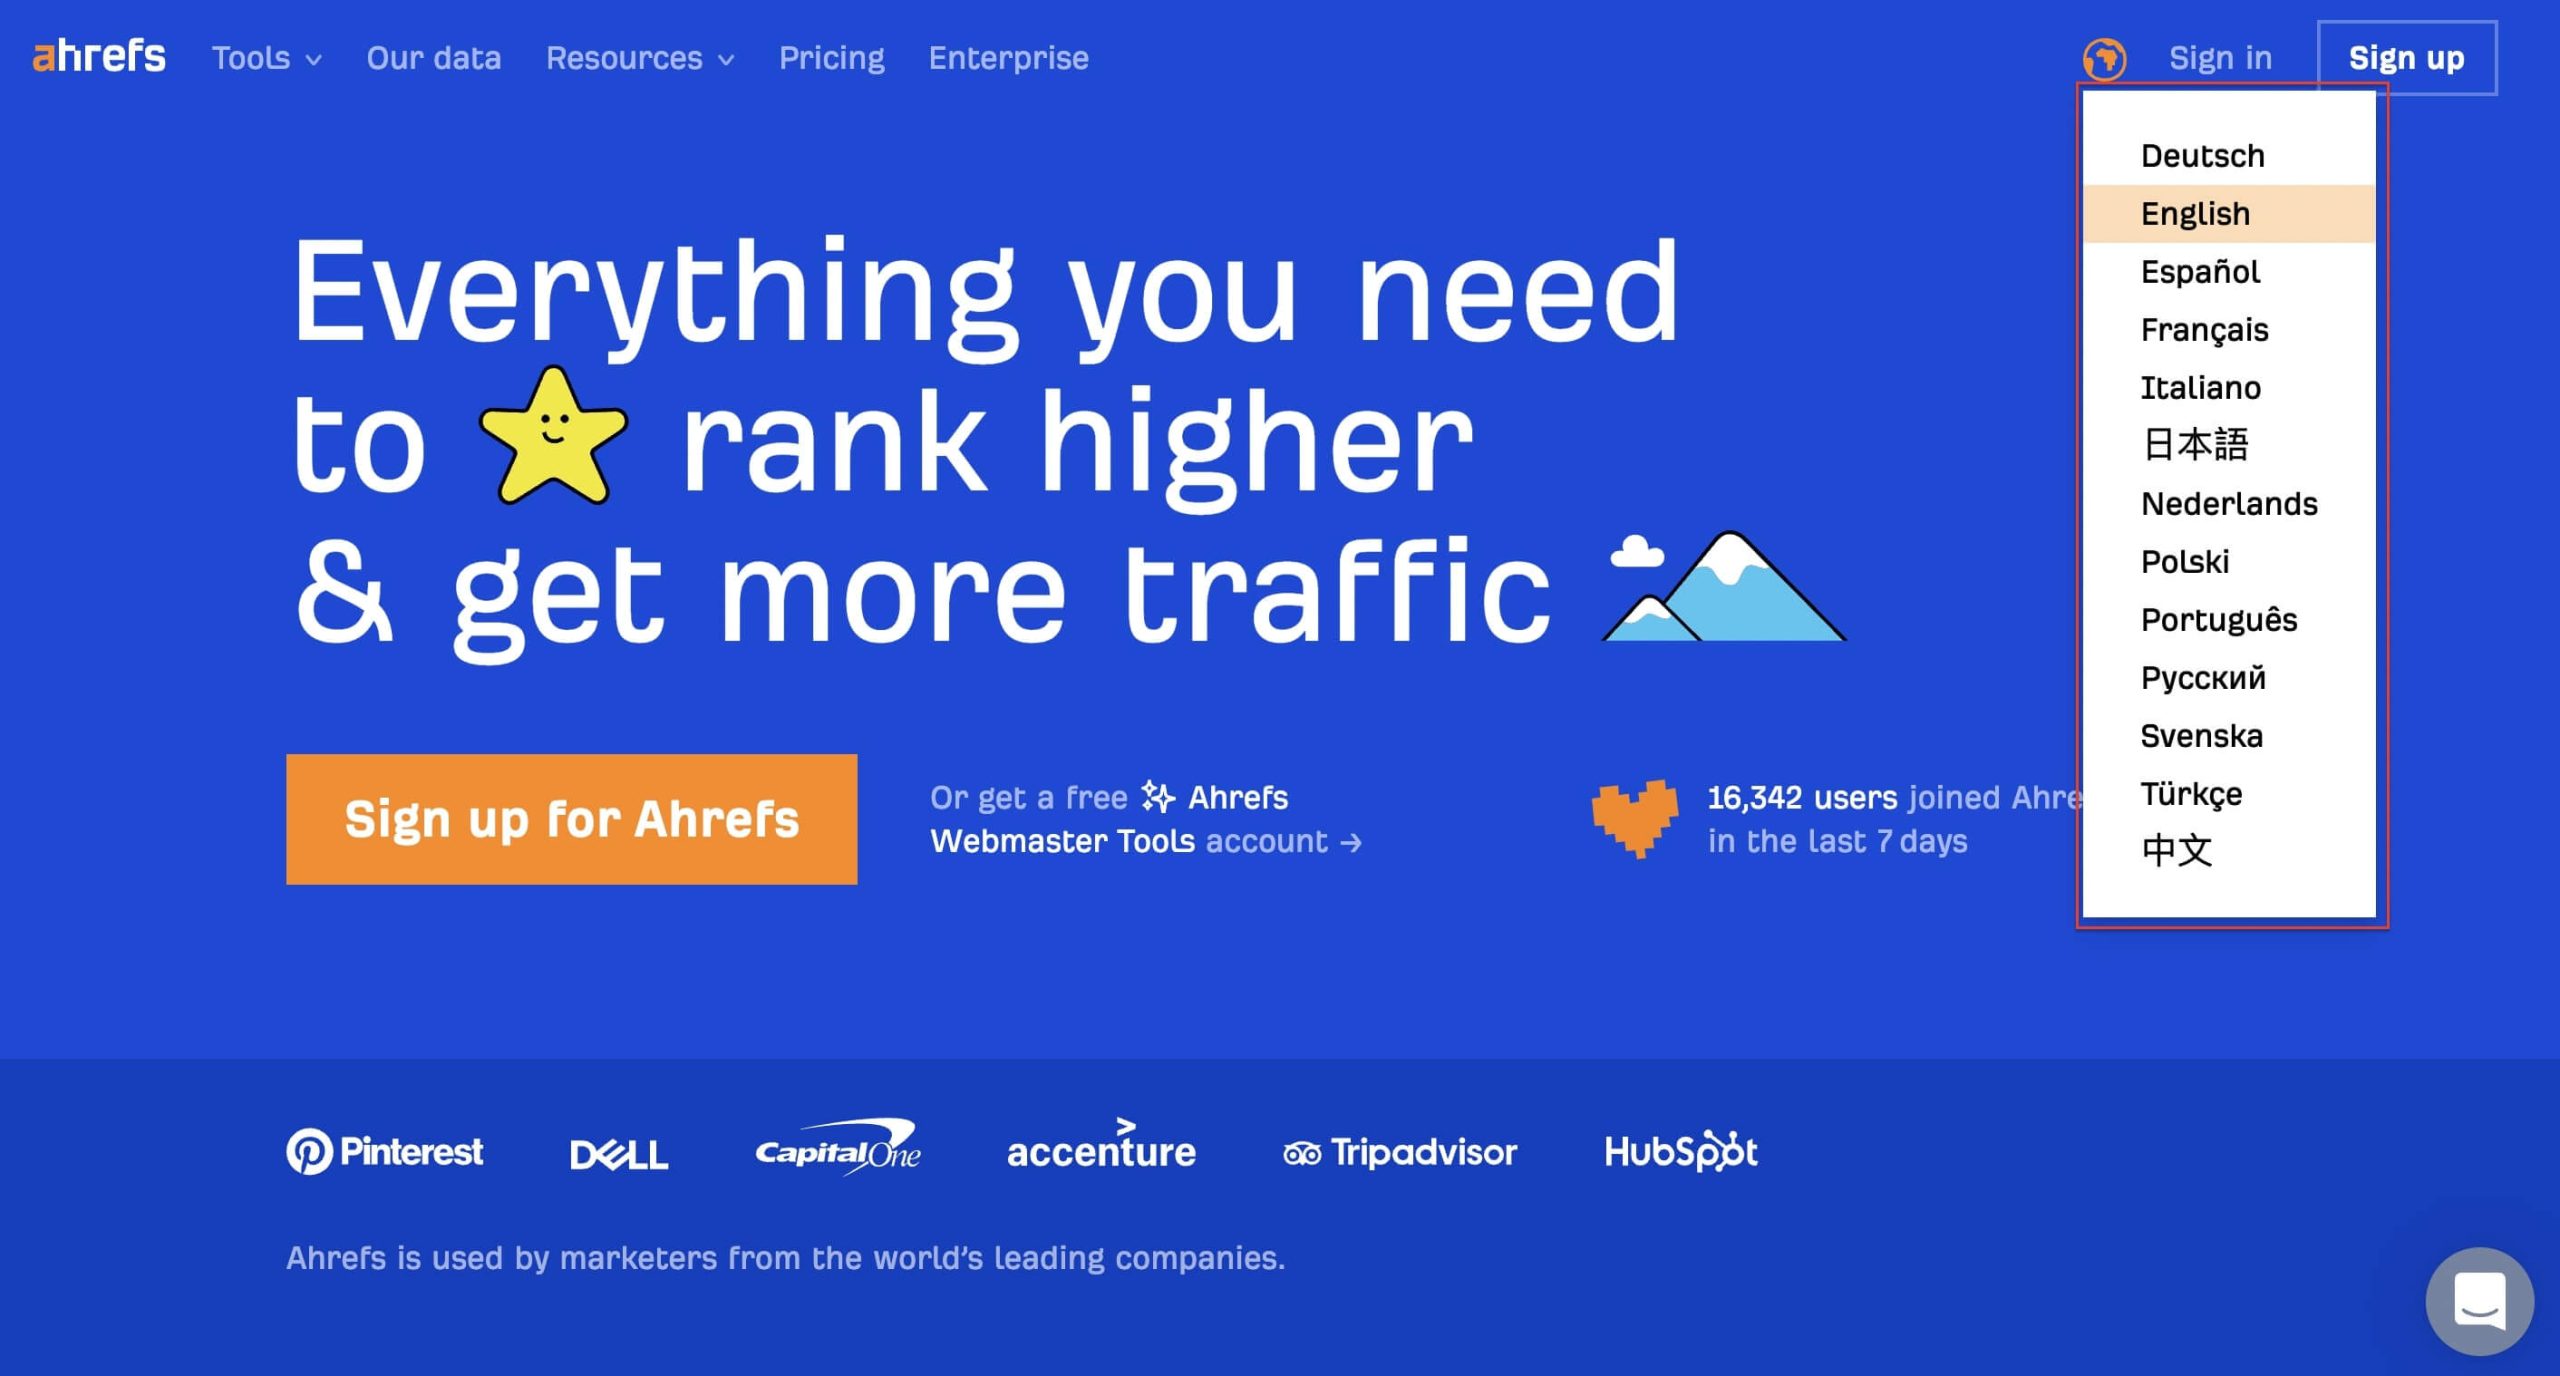 ahrefs Tools Our data Resources Pricing Enterprise Sign in Sign up
Everything you need
to rank higher
& get more traffic
Sign up for Ahrefs
Or get a free Ahrefs
Webmaster Tools account →
16,342 users joined Ahre
in the last 7 days
Deutsch
English
Español
Français
Italiano
日本語
Nederlands
Polski
Português
Русский
Svenska
Türkçe
中文
Pinterest DELL CapitalOne accenture Tripadvisor HubSpot
Ahrefs is used by marketers from the world’s leading companies.